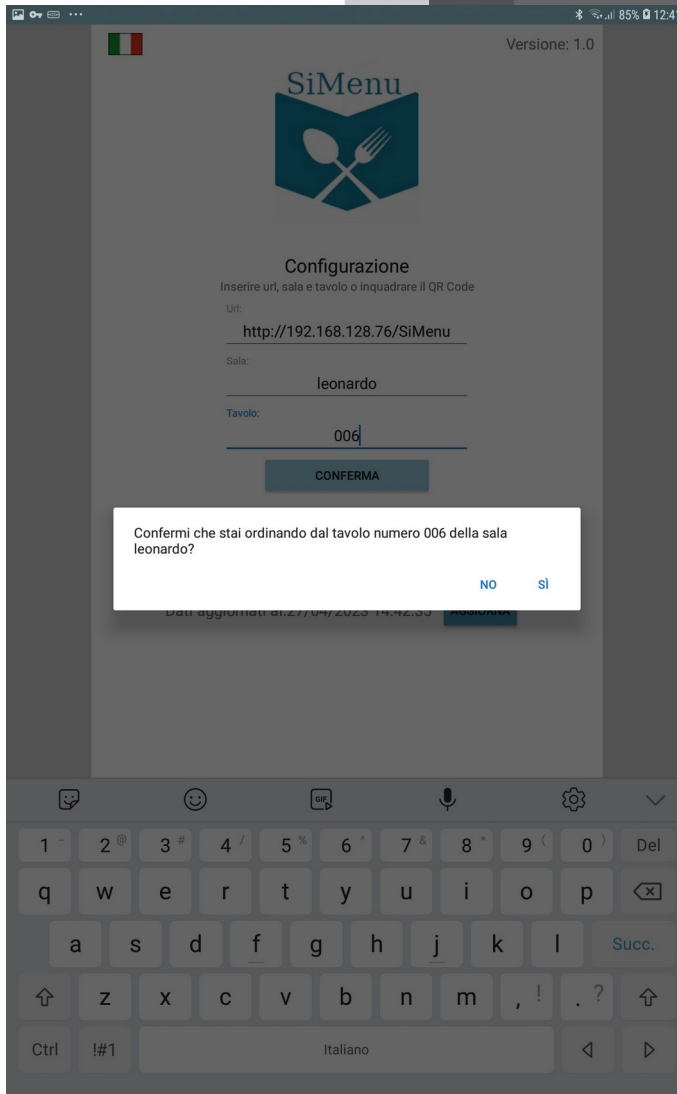 85% 12:41
Versione: 1.0
SiMenu
Configurazione
Inserire url, sala e tavolo o inquadrare il QR Code
Url:
http://192.168.128.76/SiMenu
Sala:
leonardo
Tavolo:
006
CONFERMA
Confermi che stai ordinando dal tavolo numero 006 della sala
leonardo?
NO SÌ
Dati aggiornati al:27/04/2023 14:42:35 AGGIORNA
GIF
1 - 2 @ 3 # 4 / 5 % 6 ^ 7 & 8 * 9 ( 0 ) Del
q w e r t y u i o p
a s d f g h j k l Succ.
z x c v b n m , ! . ?
Ctrl !#1 Italiano